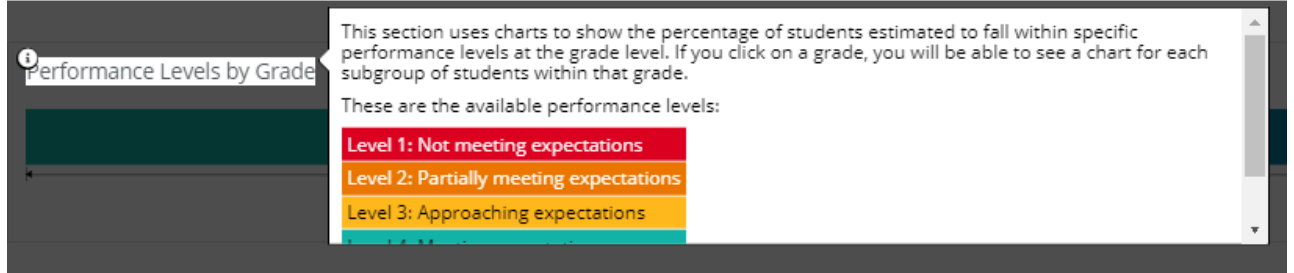 This section uses charts to show the percentage of students estimated to fall within specific
performance levels at the grade level. If you click on a grade, you will be able to see a chart for each
subgroup of students within that grade.
Performance Levels by Grade
These are the available performance levels:
Level 1: Not meeting expectations
Level 2: Partially meeting expectations
Level 3: Approaching expectations